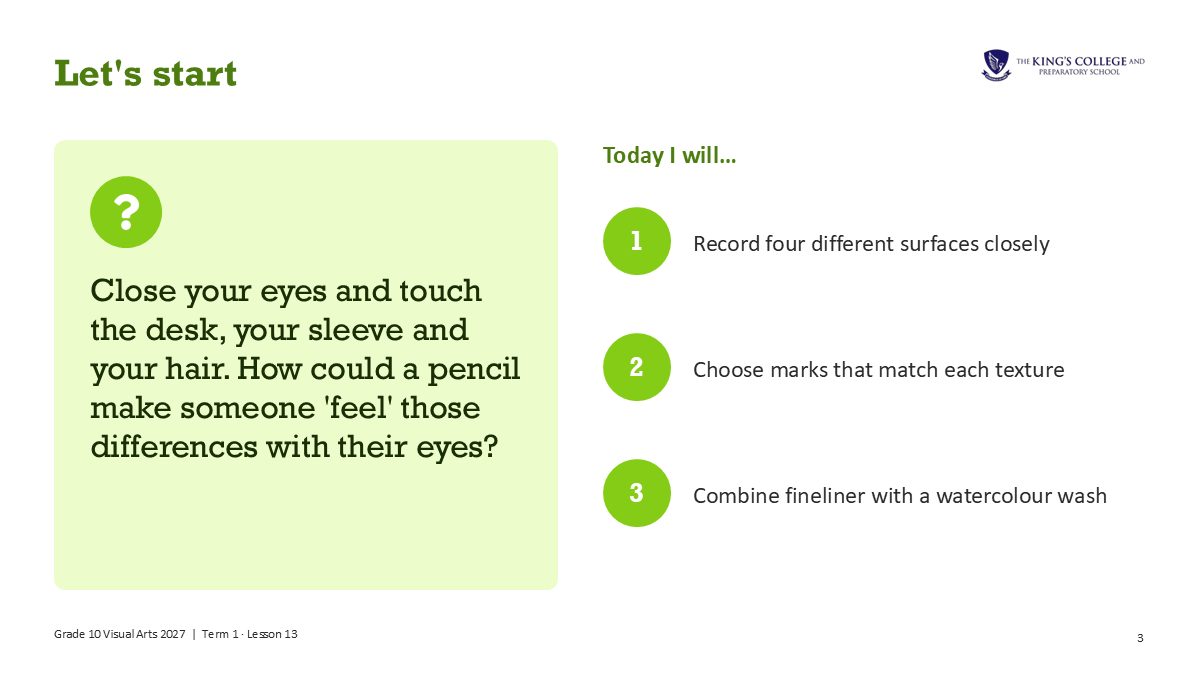 Let's start
THE KING'S COLLEGE AND
PREPARATORY SCHOOL
?
Close your eyes and touch
the desk, your sleeve and
your hair. How could a pencil
make someone 'feel' those
differences with their eyes?
Today I will...
1
Record four different surfaces closely
2
Choose marks that match each texture
3
Combine fineliner with a watercolour wash
Grade 10 Visual Arts 2027 | Term 1 · Lesson 13
3